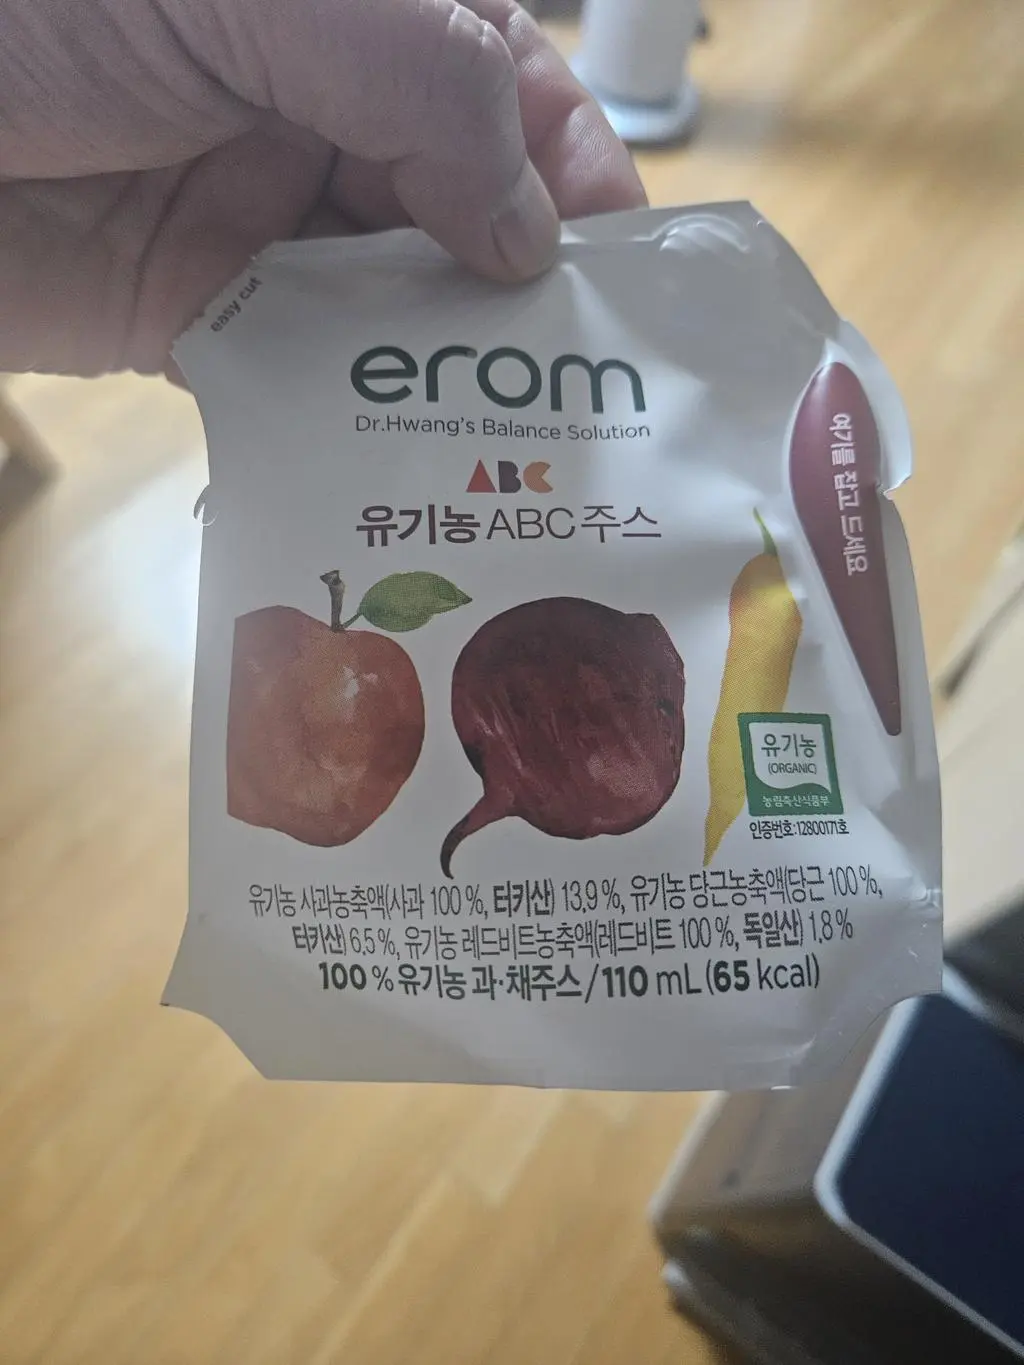 easy cut
erom
Dr.Hwang's Balance Solution
ABC
유기농ABC주스
여기를 잡고 드세요
유기농
(ORGANIC)
농림축산식품부
인증번호:12800171호
유기농 사과농축액(사과 100%, 터키산) 13.9%, 유기농 당근농축액(당근 100%,
터키산) 6.5%, 유기농 레드비트농축액(레드비트 100%, 독일산) 1.8%
100% 유기농 과·채주스/110 mL(65 kcal)